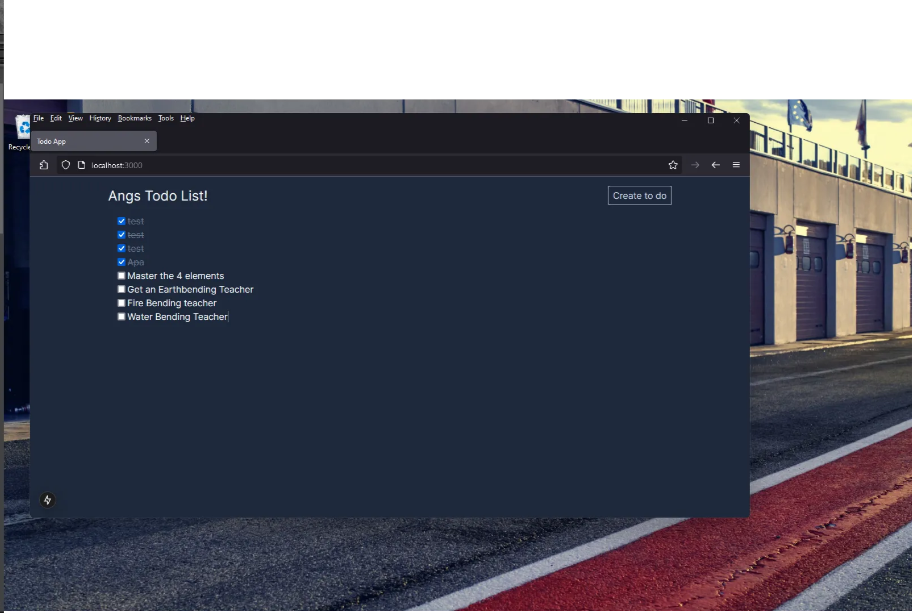 File Edit View History Bookmarks Tools Help
Todo App
localhost:3000
Angs Todo List!
Create to do
test
test
test
Apa
Master the 4 elements
Get an Earthbending Teacher
Fire Bending teacher
Water Bending Teacher